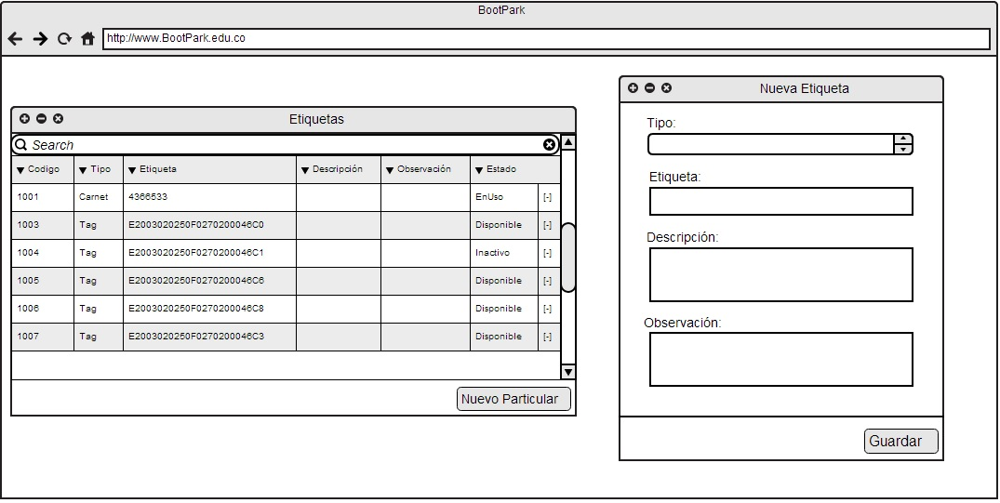 BootPark
http://www.BootPark.edu.co
Etiquetas
Search
Codigo Tipo Etiqueta Descripción Observación Estado
1001 Carnet 4366533 EnUso [-]
1003 Tag E2003020250F0270200046C0 Disponible [-]
1004 Tag E2003020250F0270200046C1 Inactivo [-]
1005 Tag E2003020250F0270200046C6 Disponible [-]
1006 Tag E2003020250F0270200046C8 Disponible [-]
1007 Tag E2003020250F0270200046C3 Disponible [-]
Nuevo Particular
Nueva Etiqueta
Tipo:
Etiqueta:
Descripción:
Observación:
Guardar